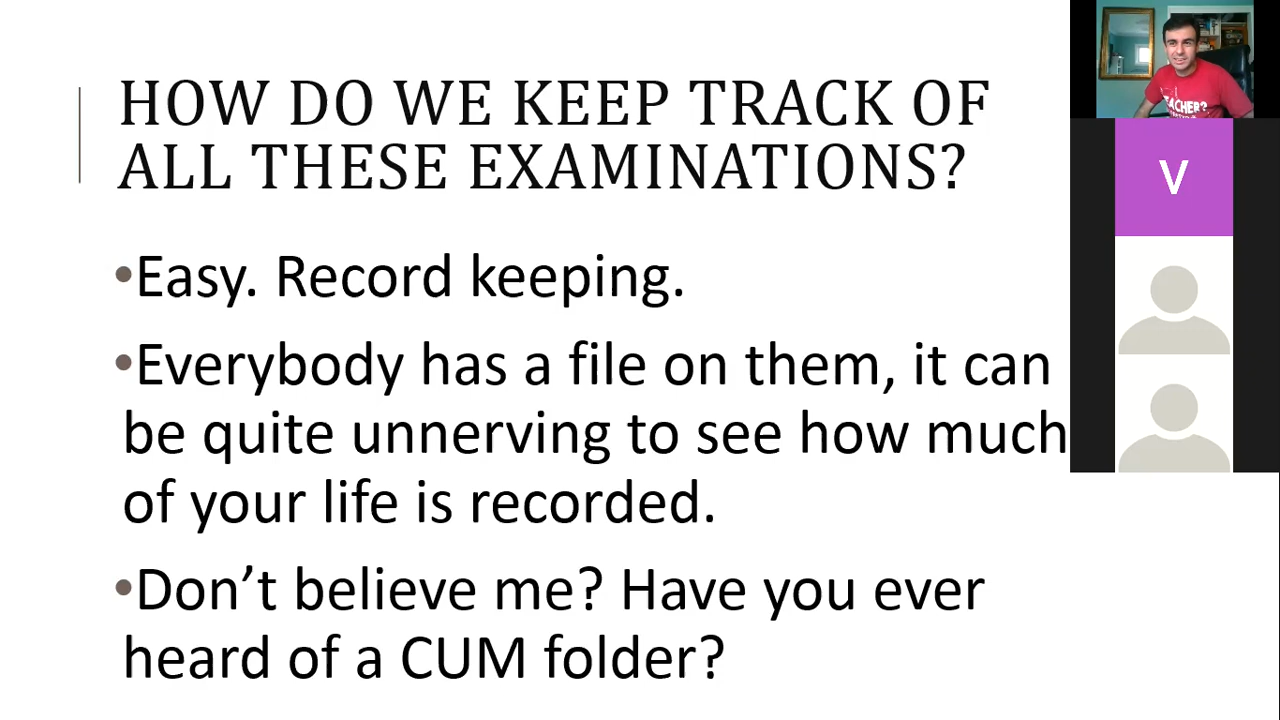 HOW DO WE KEEP TRACK OF
ALL THESE EXAMINATIONS?
•Easy. Record keeping.
•Everybody has a file on them, it can
be quite unnerving to see how much
of your life is recorded.
•Don’t believe me? Have you ever
heard of a CUM folder?
V